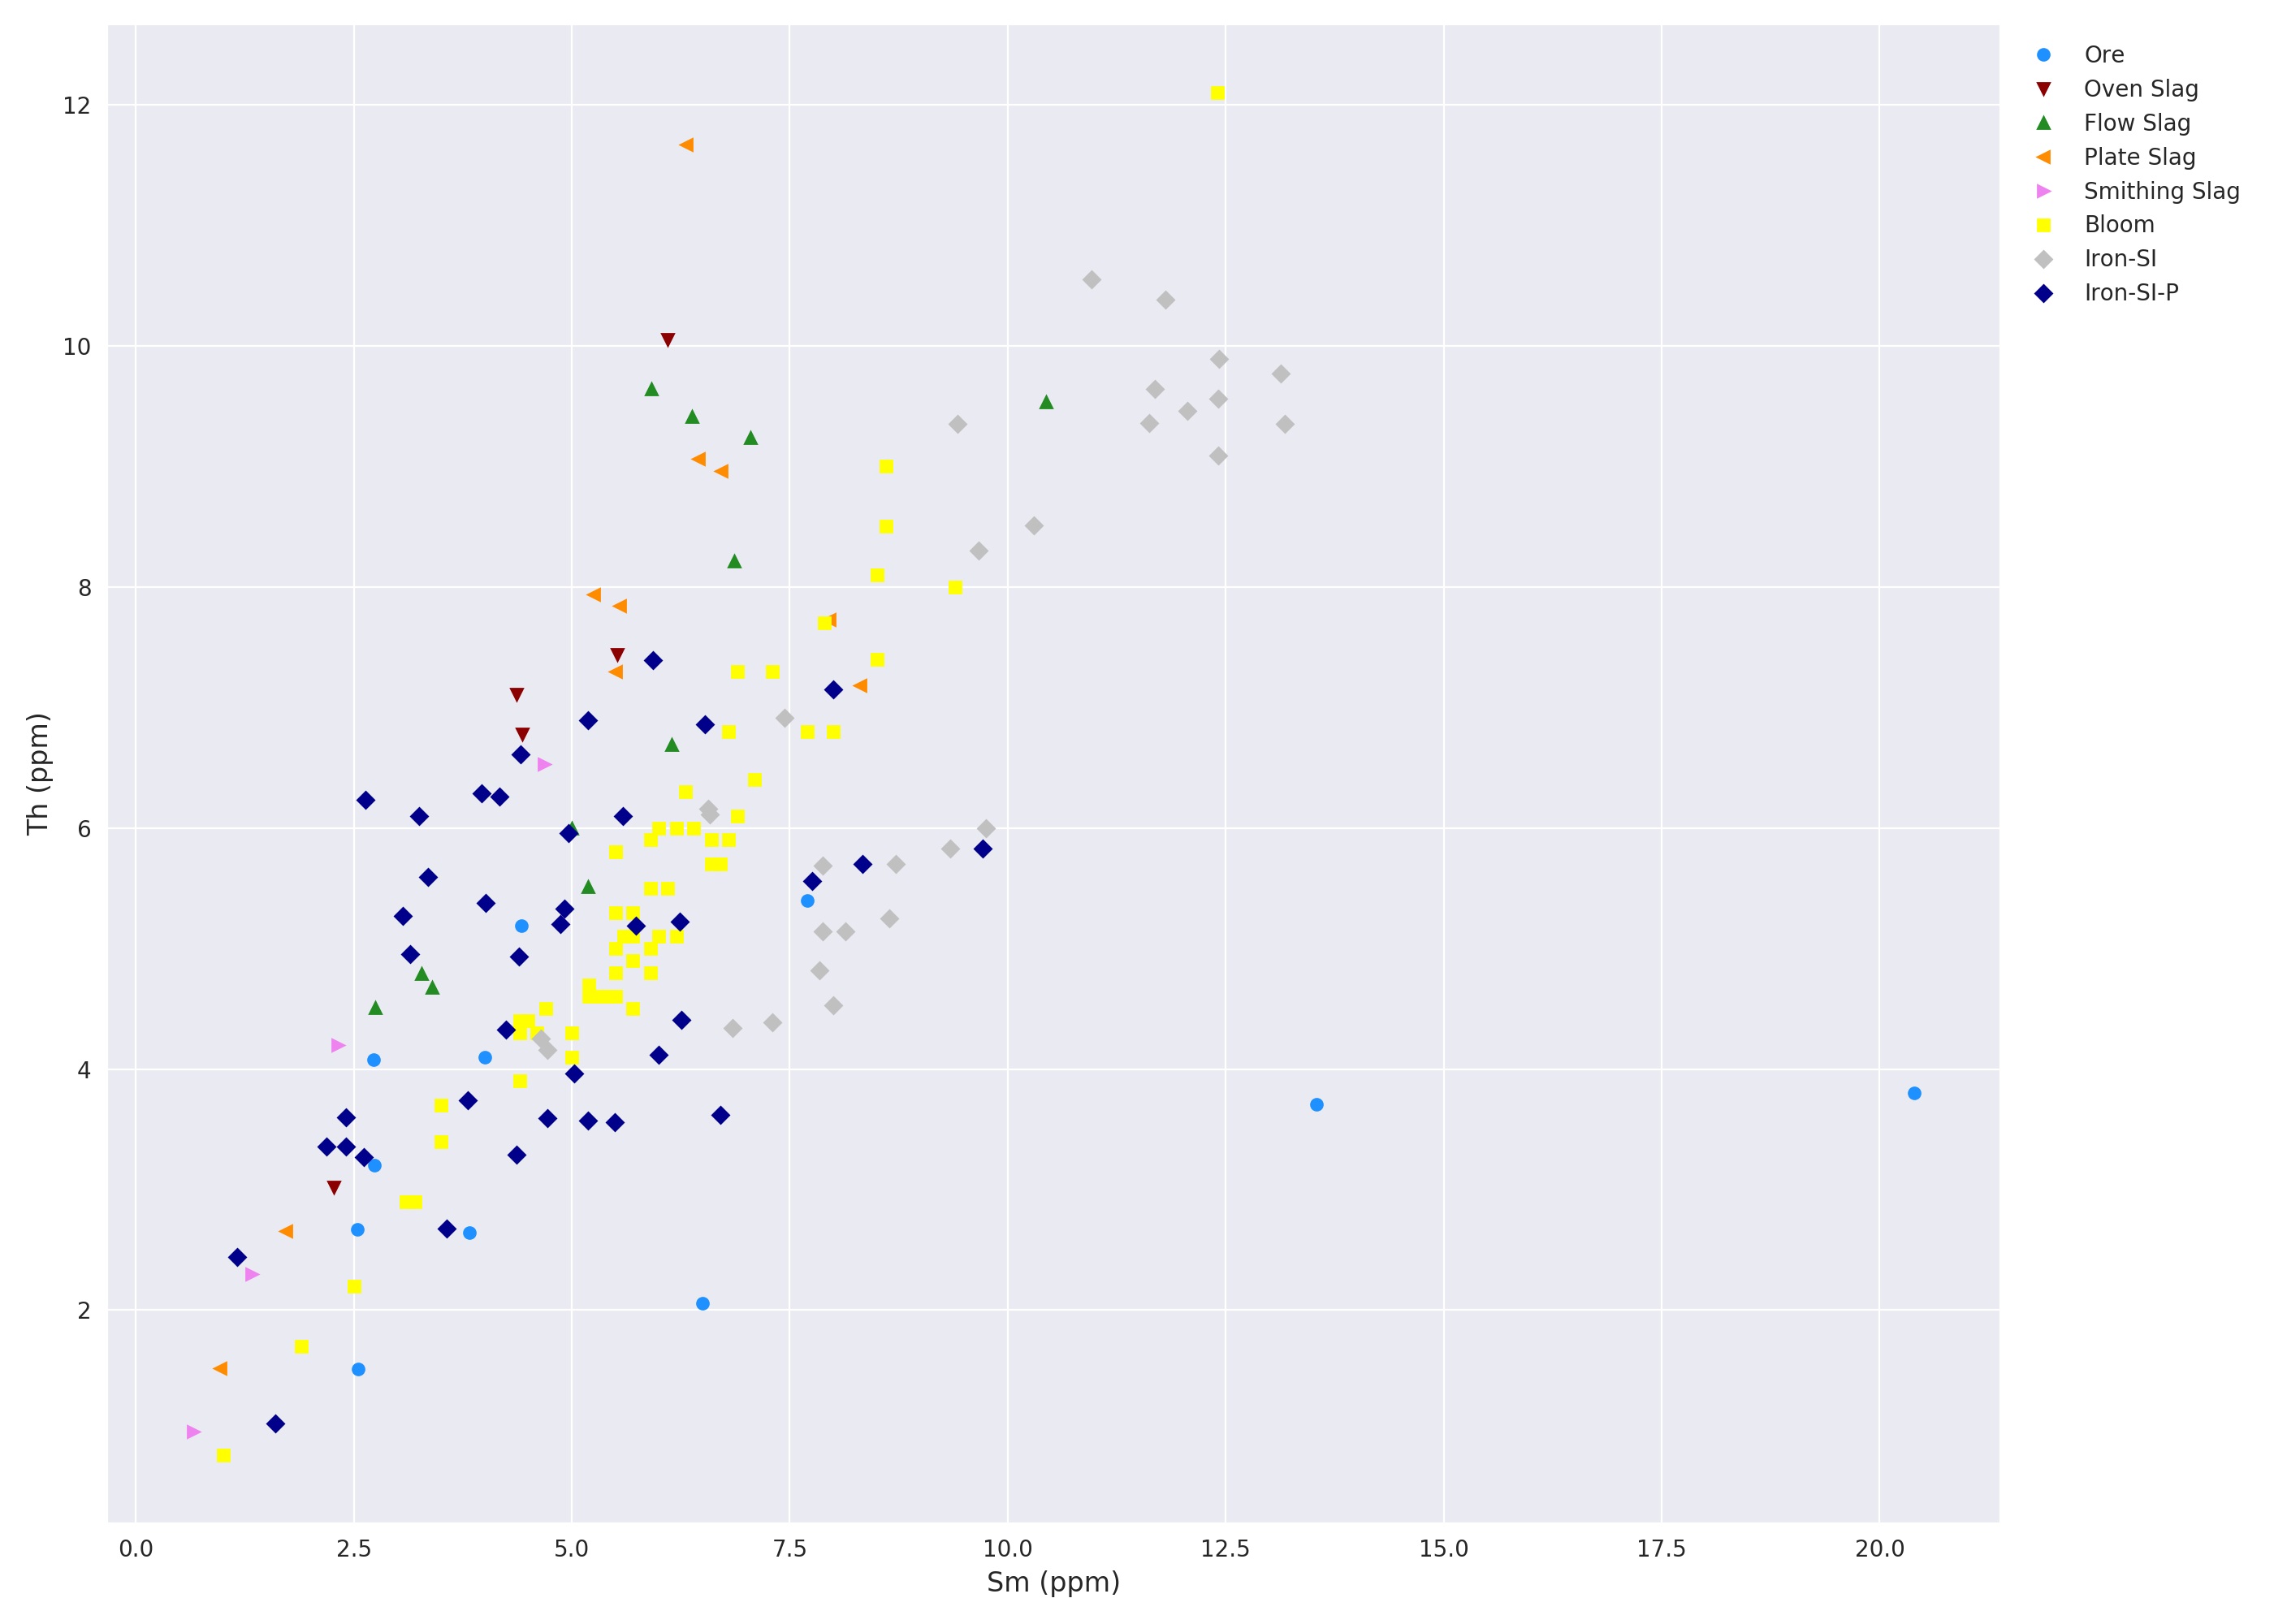 Ore
Oven Slag
Flow Slag
Plate Slag
Smithing Slag
Bloom
Iron-SI
Iron-SI-P
12
10
8
6
4
2
Th (ppm)
0.0 2.5 5.0 7.5 10.0 12.5 15.0 17.5 20.0
Sm (ppm)